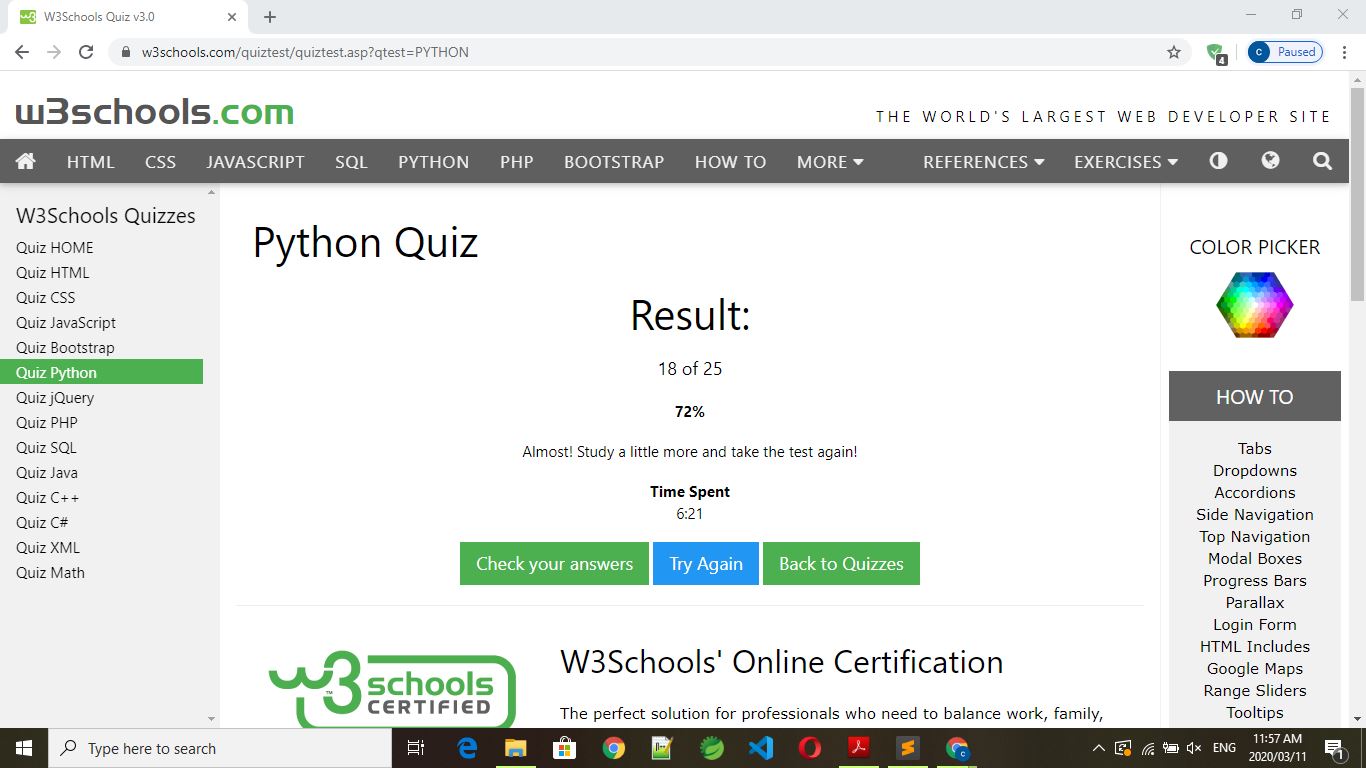 W3Schools Quiz v3.0
w3schools.com/quiztest/quiztest.asp?qtest=PYTHON
4
c Paused
w3schools.com
THE WORLD'S LARGEST WEB DEVELOPER SITE
HTML CSS JAVASCRIPT SQL PYTHON PHP BOOTSTRAP HOW TO MORE REFERENCES EXERCISES
W3Schools Quizzes
Quiz HOME
Quiz HTML
Quiz CSS
Quiz JavaScript
Quiz Bootstrap
Quiz Python
Quiz jQuery
Quiz PHP
Quiz SQL
Quiz Java
Quiz C++
Quiz C#
Quiz XML
Quiz Math
Python Quiz
Result:
18 of 25
72%
Almost! Study a little more and take the test again!
Time Spent
6:21
Check your answers Try Again Back to Quizzes
w3schools
™
CERTIFIED
W3Schools' Online Certification
The perfect solution for professionals who need to balance work, family,
COLOR PICKER
HOW TO
Tabs
Dropdowns
Accordions
Side Navigation
Top Navigation
Modal Boxes
Progress Bars
Parallax
Login Form
HTML Includes
Google Maps
Range Sliders
Tooltips
Type here to search
ENG
11:57 AM
2020/03/11
1